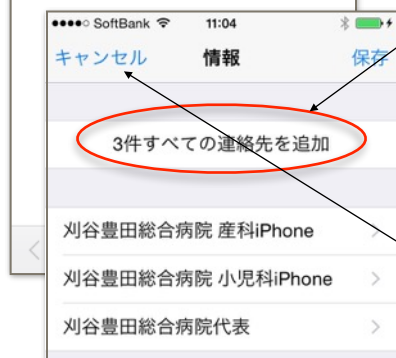 SoftBank 11:04
キャンセル 情報 保存
3件すべての連絡先を追加
刈谷豊田総合病院 産科iPhone
刈谷豊田総合病院 小児科iPhone
刈谷豊田総合病院代表